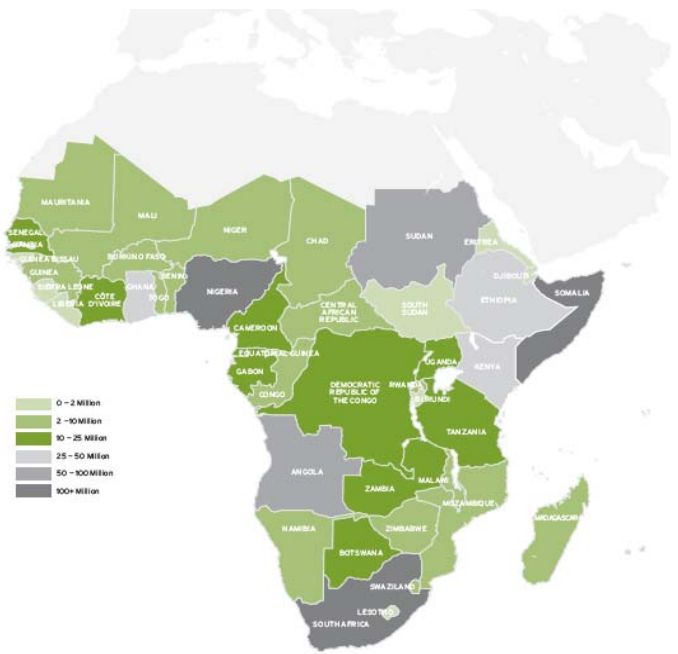 MAURITANIA
MALI
NIGER
CHAD
SUDAN
ERITREA
SENEGAL
GUINEA BISSAU
GUINEA
SIERRA LEONE
LIBERIA
CÔTE
D'IVOIRE
BURKINO FASO
GHANA
TOGO
BENIN
NIGERIA
DJIBOUTI
ETHIOPIA
SOMALIA
SOUTH
SUDAN
CENTRAL
AFRICAN
REPUBLIC
CAMEROON
EQUATORIAL GUINEA
GABON
CONGO
DEMOCRATIC
REPUBLIC OF
THE CONGO
UGANDA
KENYA
RWANDA
BURUNDI
TANZANIA
0 – 2 Million
2 – 10 Million
10 – 25 Million
25 – 50 Million
50 – 100 Million
100+ Million
ANGOLA
ZAMBIA
MALAWI
MOZAMBIQUE
MADAGASCAR
NAMIBIA
ZIMBABWE
BOTSWANA
SWAZILAND
LESOTHO
SOUTH AFRICA